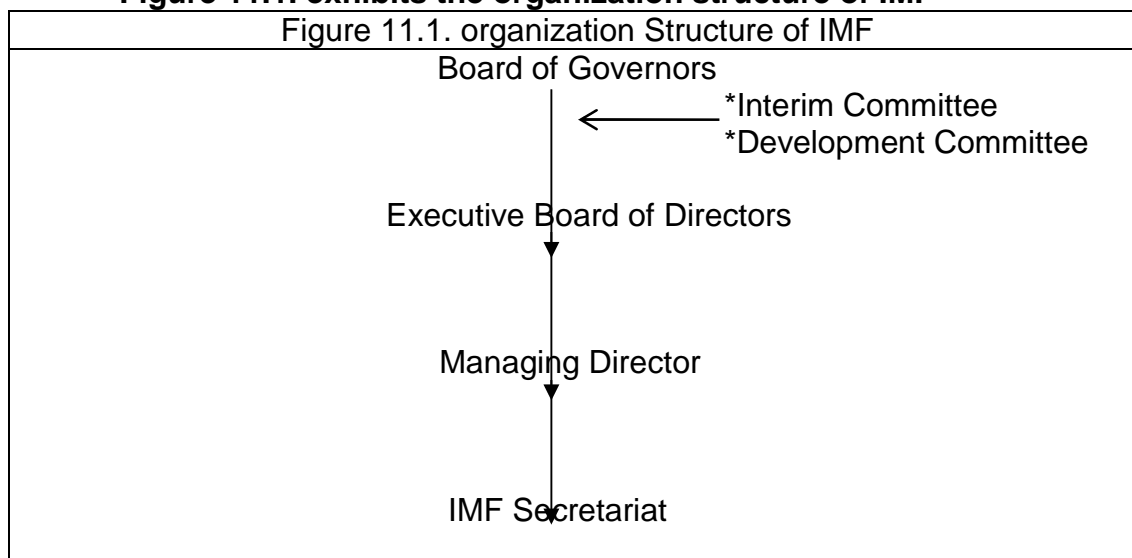 Figure 11.1. organization Structure of IMF
Board of Governors
*Interim Committee
*Development Committee
Executive Board of Directors
Managing Director
IMF Secretariat